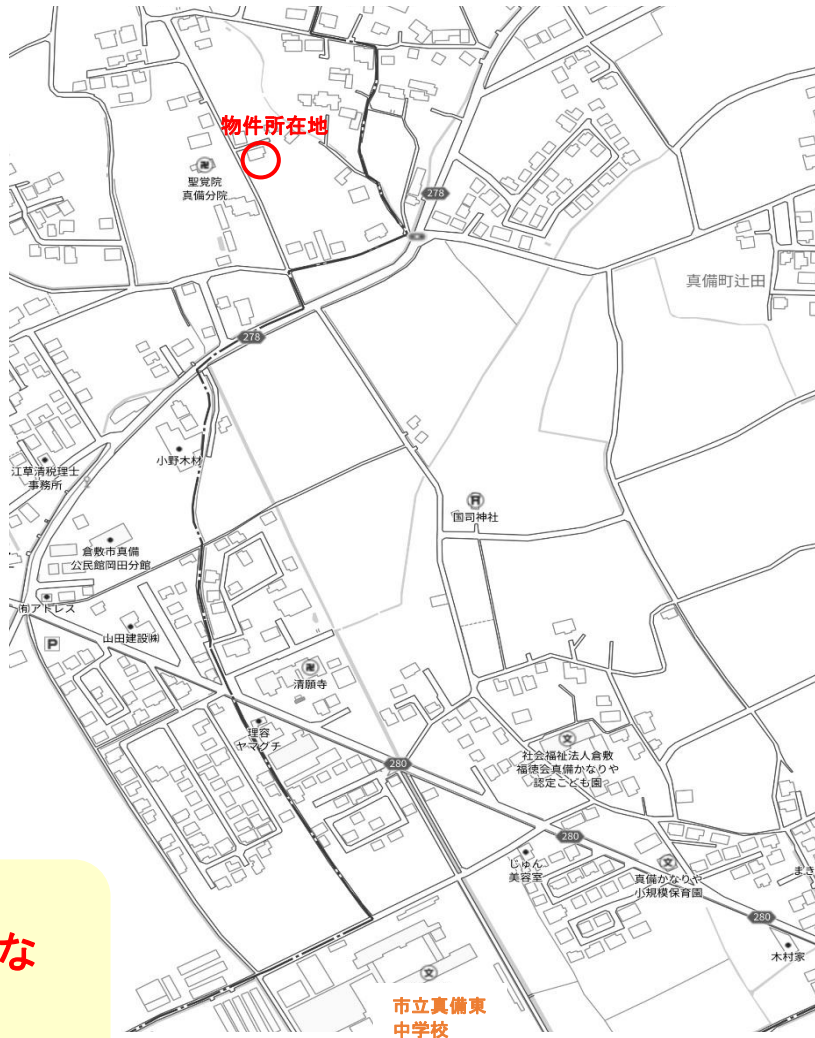 物件所在地
聖覚院
真備分院
278
真備町辻田
278
小野木材
江草清税理士
事務所
国司神社
倉敷市真備
公民館岡田分館
㈲アドレス
山田建設㈱
P
清願寺
理容
ヤマグチ
280
社会福祉法人倉敷
福徳会真備かなりや
認定こども園
280
じゅん
美容室
真備かなりや
小規模保育園
まき
280
木村家
な
市立真備東
中学校